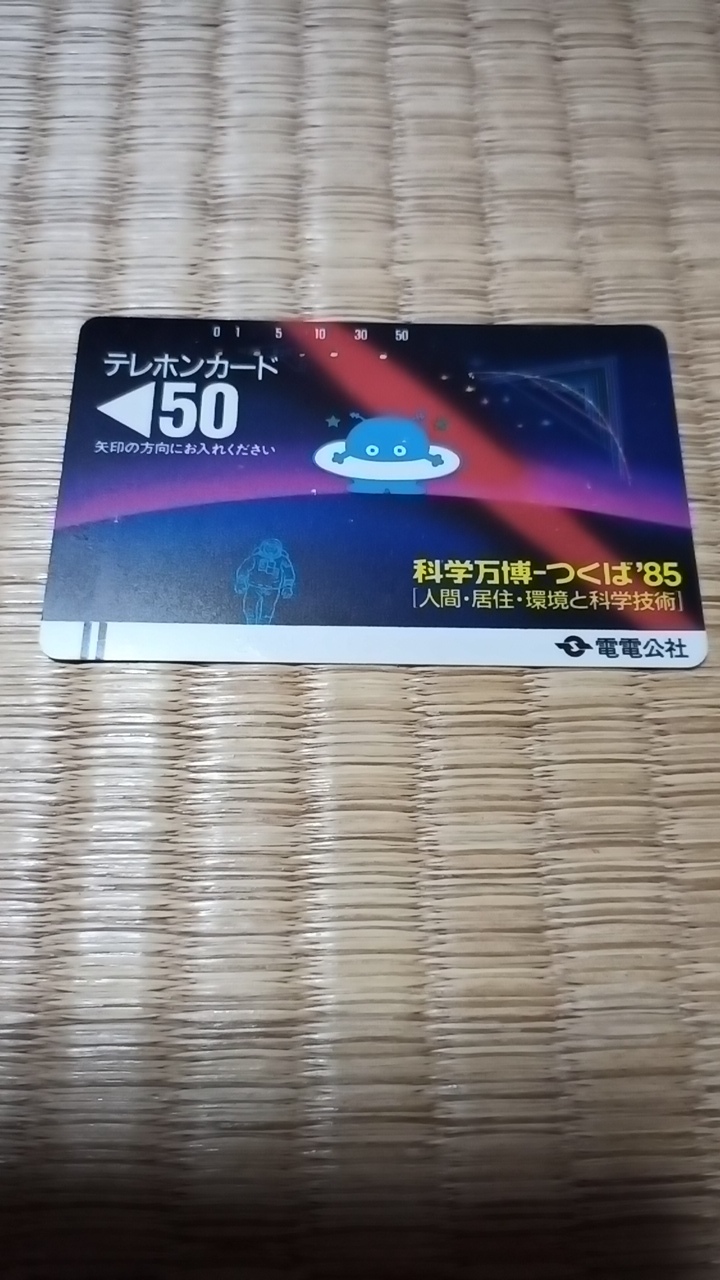 0 1 5 10 30 50
テレホンカード
50
矢印の方向にお入れください
科学万博-つくば'85
[人間・居住・環境と科学技術]
電電公社